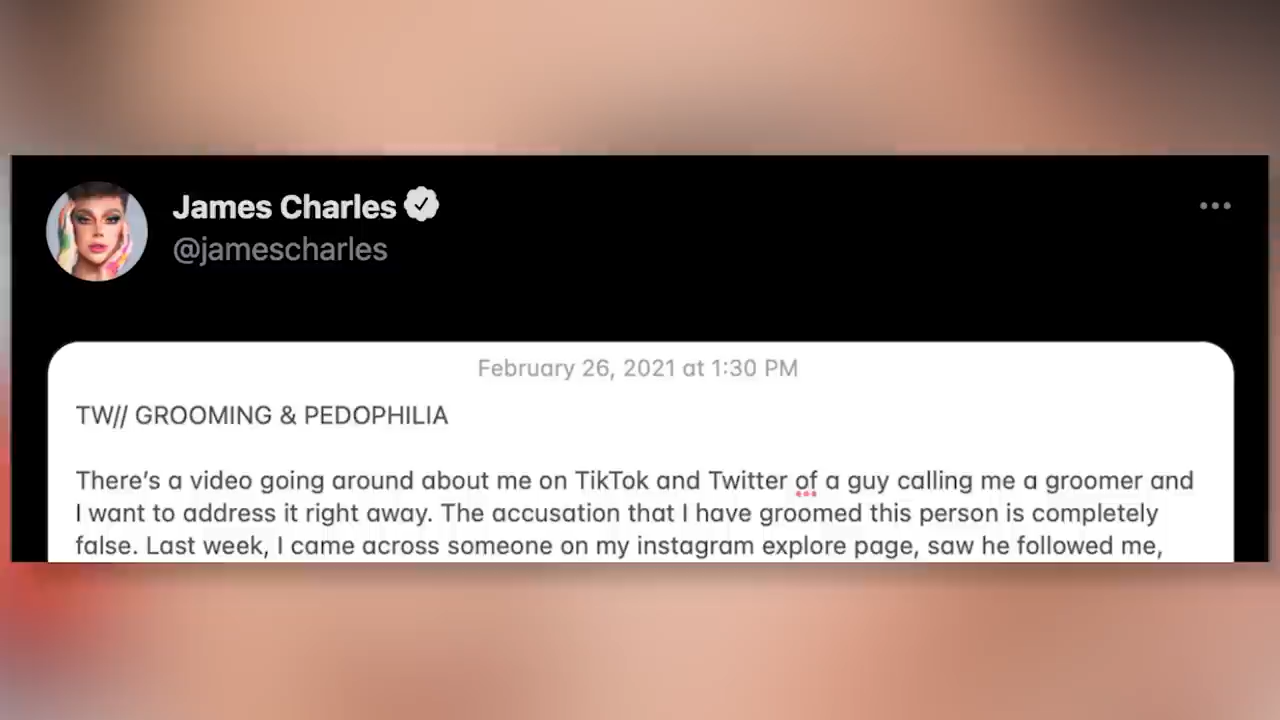 James Charles
@jamescharles
February 26, 2021 at 1:30 PM
TW// GROOMING & PEDOPHILIA
There’s a video going around about me on TikTok and Twitter of a guy calling me a groomer and
I want to address it right away. The accusation that I have groomed this person is completely
false. Last week, I came across someone on my instagram explore page, saw he followed me,